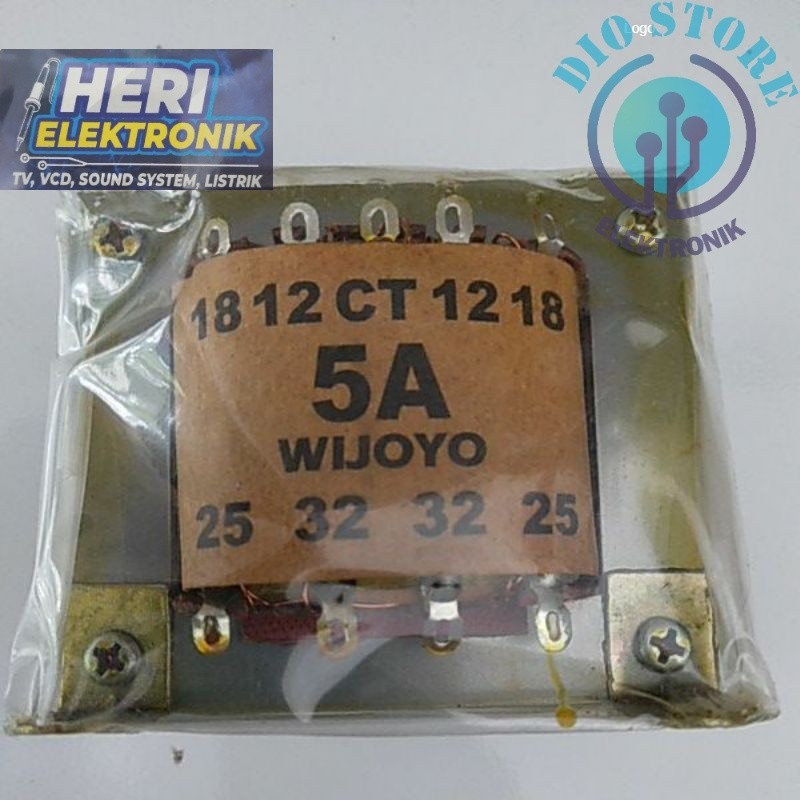 DIO STORE
Logo
HERI
ELEKTRONIK
TV, VCD, SOUND SYSTEM, LISTRIK
ELEKTRONIK
18 12 CT 12 18
5A
WIJOYO
25 32 32 25